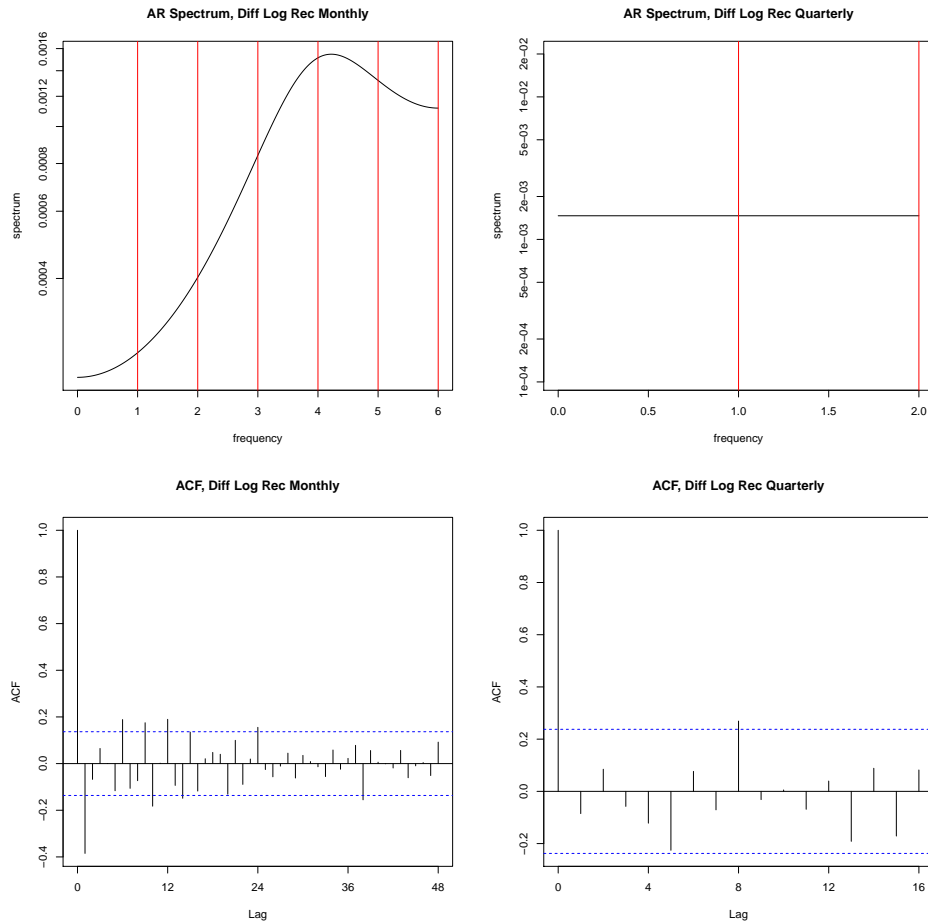 AR Spectrum, Diff Log Rec Monthly
spectrum
0.0004 0.0006 0.0008 0.0012 0.0016
0 1 2 3 4 5 6
frequency
AR Spectrum, Diff Log Rec Quarterly
spectrum
1e−04 2e−04 5e−04 1e−03 2e−03 5e−03 1e−02 2e−02
0.0 0.5 1.0 1.5 2.0
frequency
ACF, Diff Log Rec Monthly
ACF
−0.4 −0.2 0.0 0.2 0.4 0.6 0.8 1.0
0 12 24 36 48
Lag
ACF, Diff Log Rec Quarterly
ACF
−0.2 0.0 0.2 0.4 0.6 0.8 1.0
0 4 8 12 16
Lag